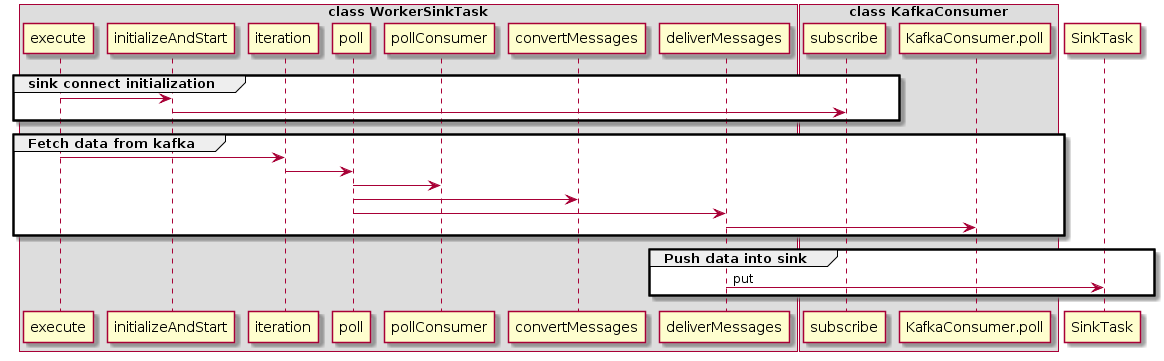 class WorkerSinkTask class KafkaConsumer
execute initializeAndStart iteration poll pollConsumer convertMessages deliverMessages subscribe KafkaConsumer.poll SinkTask
sink connect initialization
Fetch data from kafka
Push data into sink
put
execute initializeAndStart iteration poll pollConsumer convertMessages deliverMessages subscribe KafkaConsumer.poll SinkTask